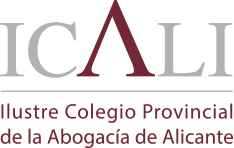 ICALI
Ilustre Colegio Provincial
de la Abogacía de Alicante